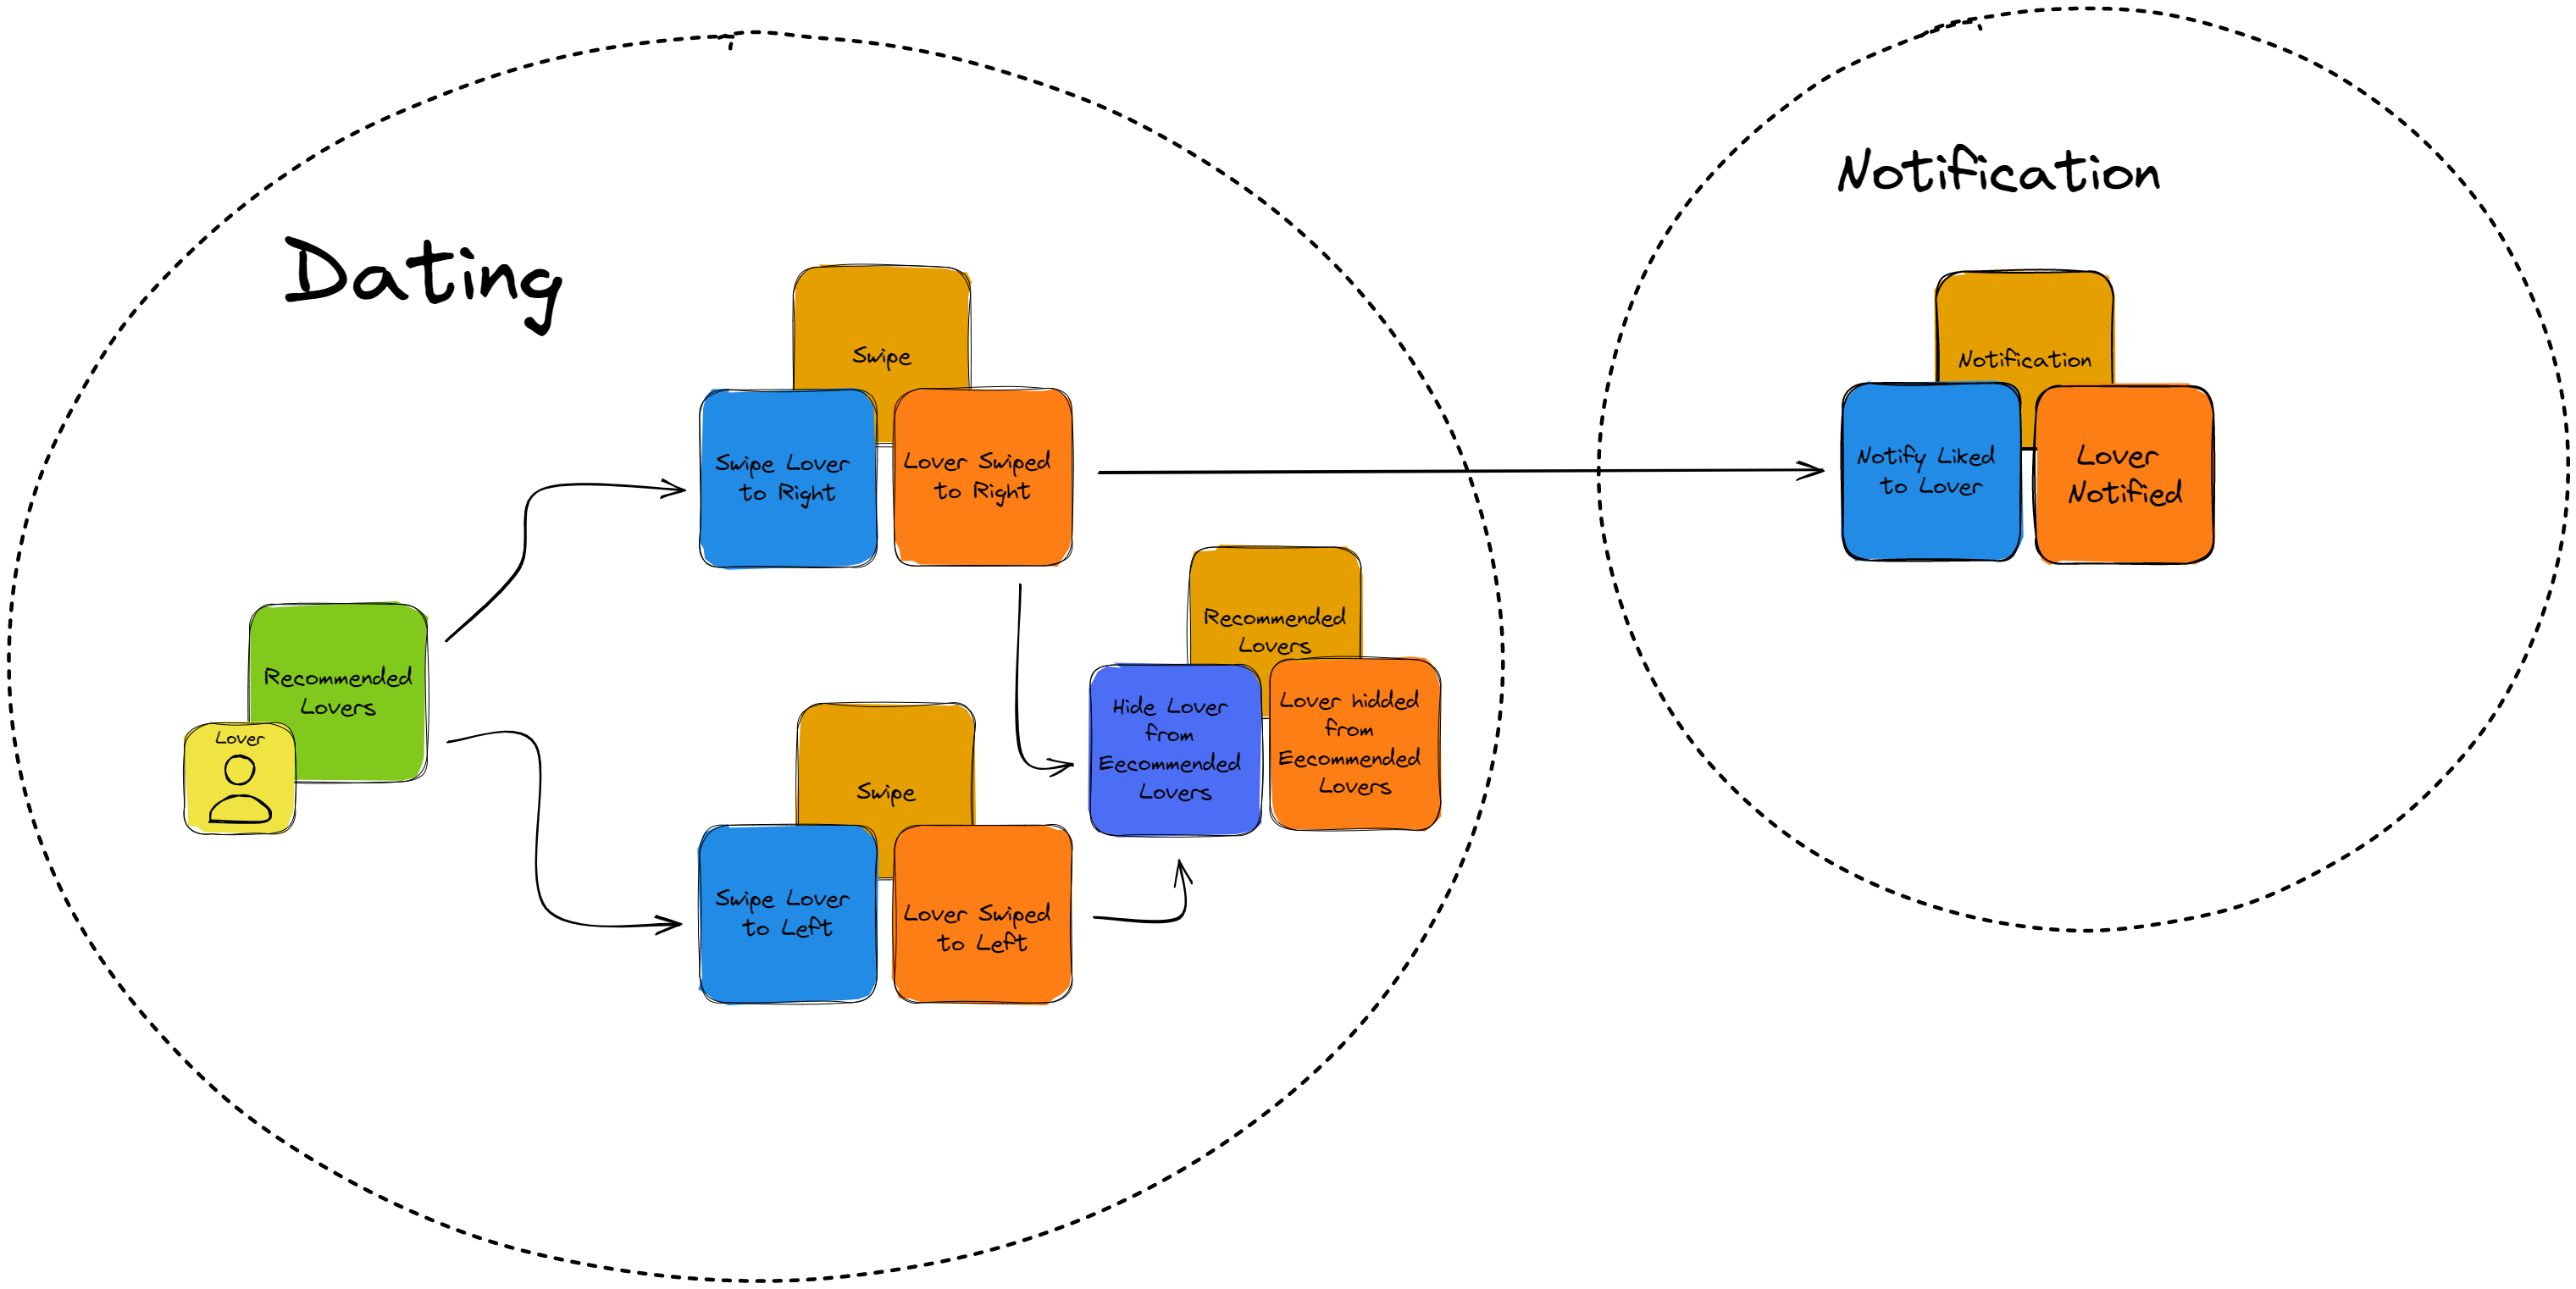 Dating
Notification
Swipe
Swipe Lover
to Right
Lover Swiped
to Right
Notification
Notify Liked
to Lover
Lover
Notified
Recommended
Lovers
Lover
Recommended
Lovers
Hide Lover
from
Eecommended
Lovers
Lover hidded
from
Eecommended
Lovers
Swipe
Swipe Lover
to Left
Lover Swiped
to Left